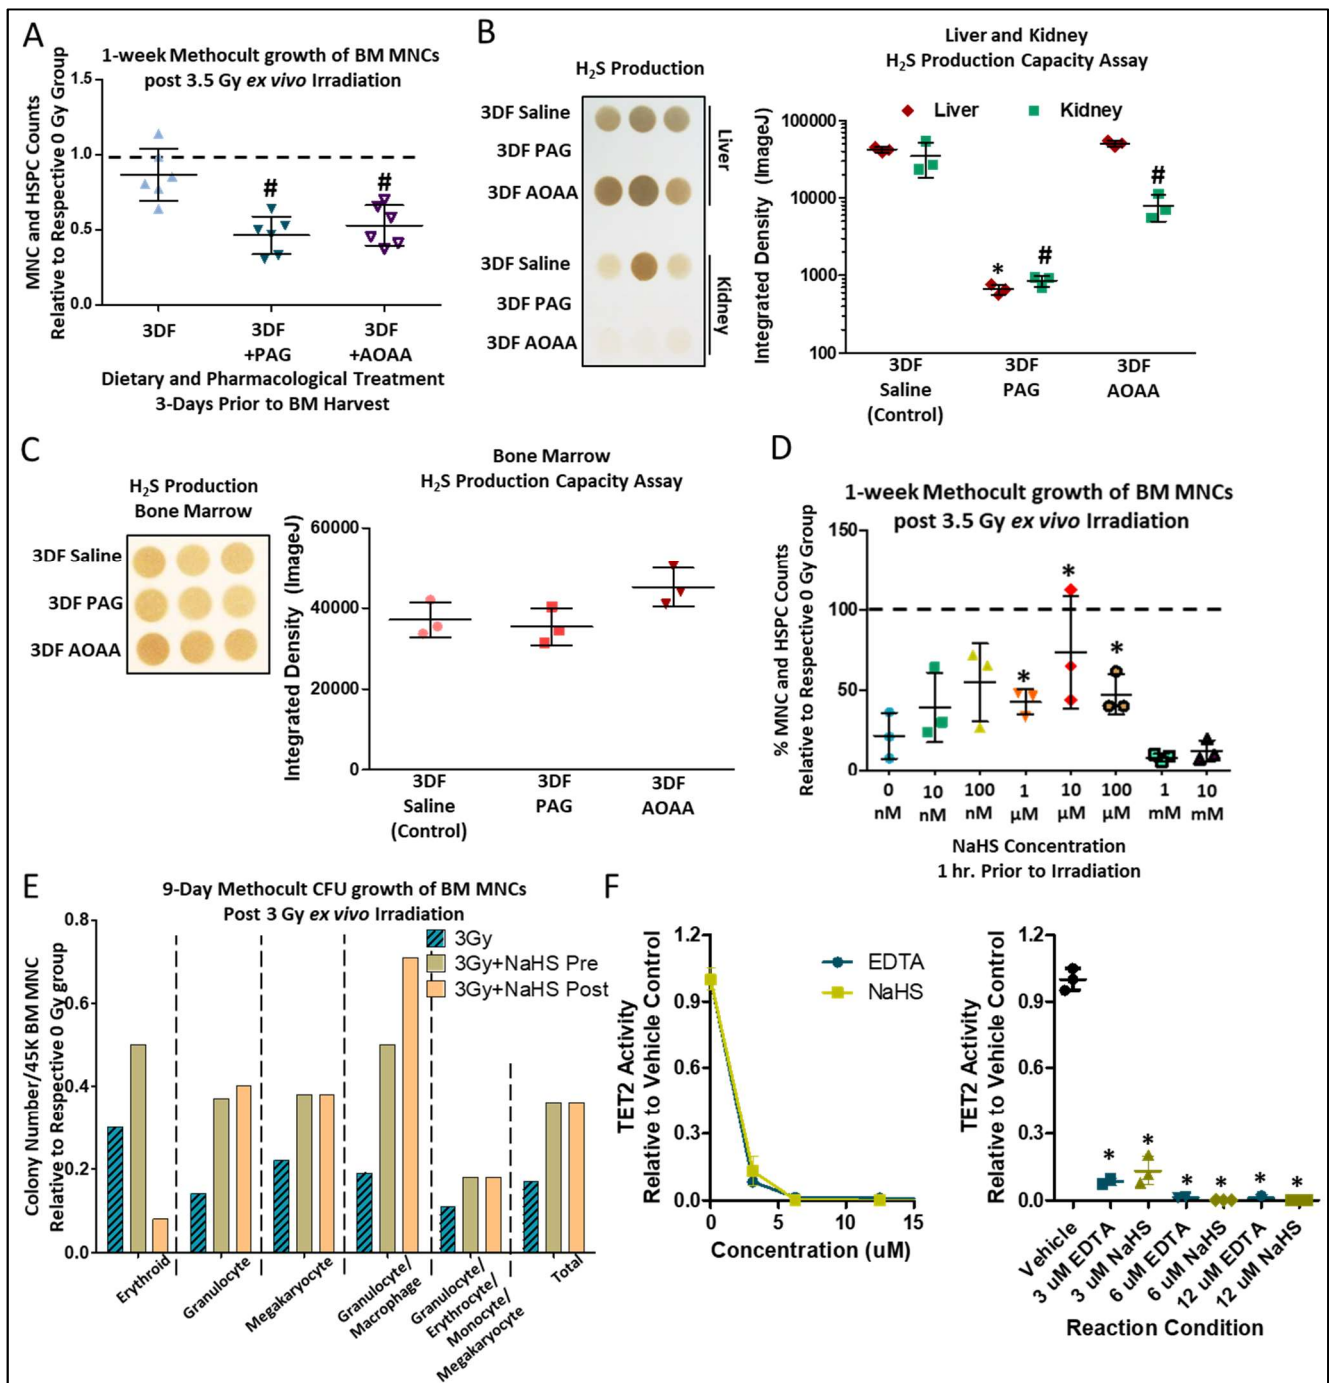 A
1-week Methocult growth of BM MNCs
post 3.5 Gy ex vivo Irradiation
MNC and HSPC Counts
Relative to Respective 0 Gy Group
1.5
1.0
0.5
0.0
#
#
3DF
3DF
+PAG
3DF
+AOAA
Dietary and Pharmacological Treatment
3-Days Prior to BM Harvest
B
H₂S Production
3DF Saline
3DF PAG
3DF AOAA
Liver
3DF Saline
3DF PAG
3DF AOAA
Kidney
Liver and Kidney
H₂S Production Capacity Assay
Liver
Kidney
Integrated Density (ImageJ)
100000
10000
1000
100
*
#
#
3DF
Saline
(Control)
3DF
PAG
3DF
AOAA
C
H₂S Production
Bone Marrow
3DF Saline
3DF PAG
3DF AOAA
Bone Marrow
H₂S Production Capacity Assay
Integrated Density (ImageJ)
60000
40000
20000
0
3DF
Saline
(Control)
3DF
PAG
3DF
AOAA
D
1-week Methocult growth of BM MNCs
post 3.5 Gy ex vivo Irradiation
% MNC and HSPC Counts
Relative to Respective 0 Gy Group
150
100
50
0
*
*
*
0
nM
10
nM
100
nM
1
µM
10
µM
100
µM
1
mM
10
mM
NaHS Concentration
1 hr. Prior to Irradiation
E
9-Day Methocult CFU growth of BM MNCs
Post 3 Gy ex vivo Irradiation
Colony Number/45K BM MNC
Relative to Respective 0 Gy group
0.8
0.6
0.4
0.2
0.0
3Gy
3Gy+NaHS Pre
3Gy+NaHS Post
Erythroid
Granulocyte
Megakaryocyte
Granulocyte/
Macrophage
Granulocyte/
Erythrocyte/
Monocyte/
Megakaryocyte
Total
F
TET2 Activity
Relative to Vehicle Control
1.2
0.9
0.6
0.3
0.0
EDTA
NaHS
0
5
10
15
Concentration (uM)
TET2 Activity
Relative to Vehicle Control
1.2
0.9
0.6
0.3
0.0
*
*
*
*
*
*
Vehicle
3 uM EDTA
3 uM NaHS
6 uM EDTA
6 uM NaHS
12 uM EDTA
12 uM NaHS
Reaction Condition